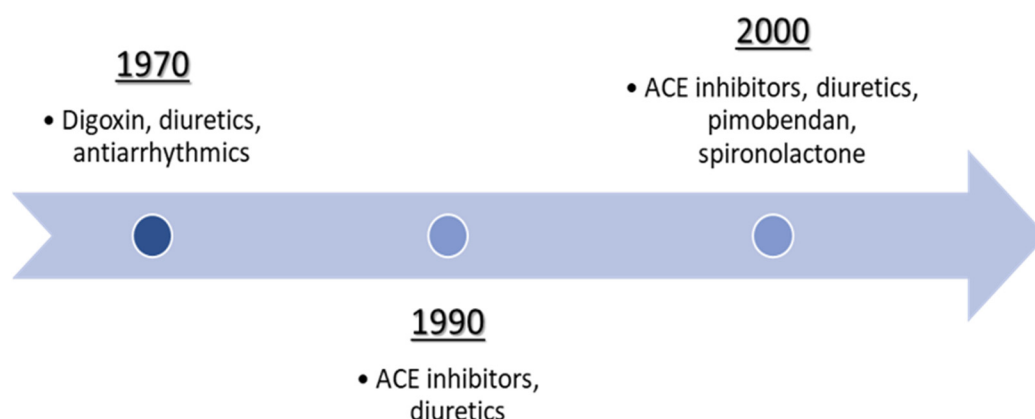 1970
• Digoxin, diuretics,
antiarrhythmics
2000
• ACE inhibitors, diuretics,
pimobendan,
spironolactone
1990
• ACE inhibitors,
diuretics